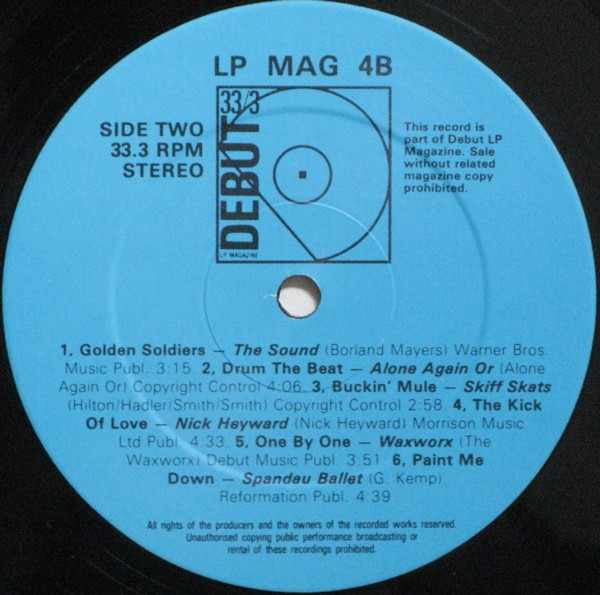 LP MAG 4B
SIDE TWO
33.3 RPM
STEREO
33/3
DEBUT
LP MAGAZINE
This record is
part of Debut LP
Magazine. Sale
without related
magazine copy
prohibited.
1, Golden Soldiers – The Sound (Borland Mayers) Warner Bros.
Music Publ. 3:15. 2, Drum The Beat – Alone Again Or (Alone
Again Or) Copyright Control 4:06. 3, Buckin' Mule – Skiff Skats
(Hilton/Hadler/Smith/Smith) Copyright Control 2:58. 4, The Kick
Of Love – Nick Heyward (Nick Heyward) Morrison Music
Ltd Publ. 4.33. 5, One By One – Waxworx (The
Waxworx) Debut Music Publ. 3:51. 6, Paint Me
Down – Spandau Ballet (G. Kemp)
Reformation Publ. 4:39
All rights of the producers and the owners of the recorded works reserved.
Unauthorised copying public performance broadcasting or
rental of these recordings prohibited.